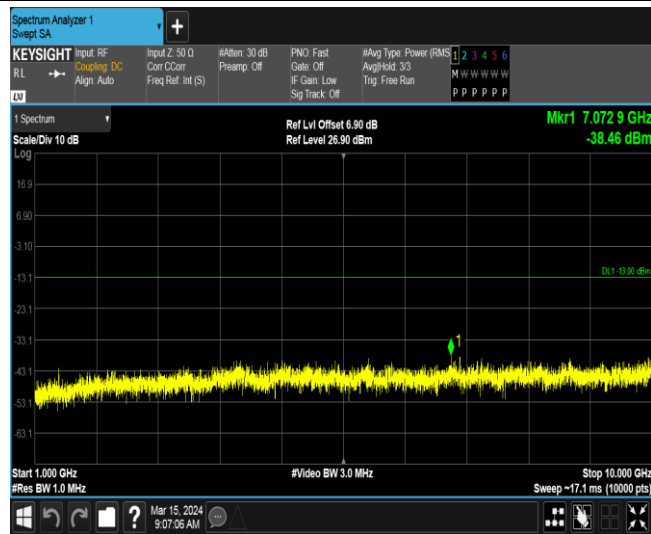 Spectrum Analyzer 1
Swept SA
+
KEYSIGHT
RL
Input: RF
Coupling: DC
Align: Auto
Input Z: 50 Ω
Corr CCorr
Freq Ref: Int (S)
#Atten: 30 dB
Preamp: Off
PNO: Fast
Gate: Off
IF Gain: Low
Sig Track: Off
#Avg Type: Power (RMS
Avg|Hold: 3/3
Trig: Free Run
1 2 3 4 5 6
M W W W W W
P P P P P P
1 Spectrum
Scale/Div 10 dB
Log
Ref Lvl Offset 6.90 dB
Ref Level 26.90 dBm
Mkr1 7.072 9 GHz
-38.46 dBm
16.9
6.90
-3.10
-13.1
DL1 -13.00 dBm
-23.1
-33.1
1
-43.1
-53.1
-63.1
Start 1.000 GHz
#Res BW 1.0 MHz
#Video BW 3.0 MHz
Stop 10.000 GHz
Sweep ~17.1 ms (10000 pts)
?
Mar 15, 2024
9:07:06 AM